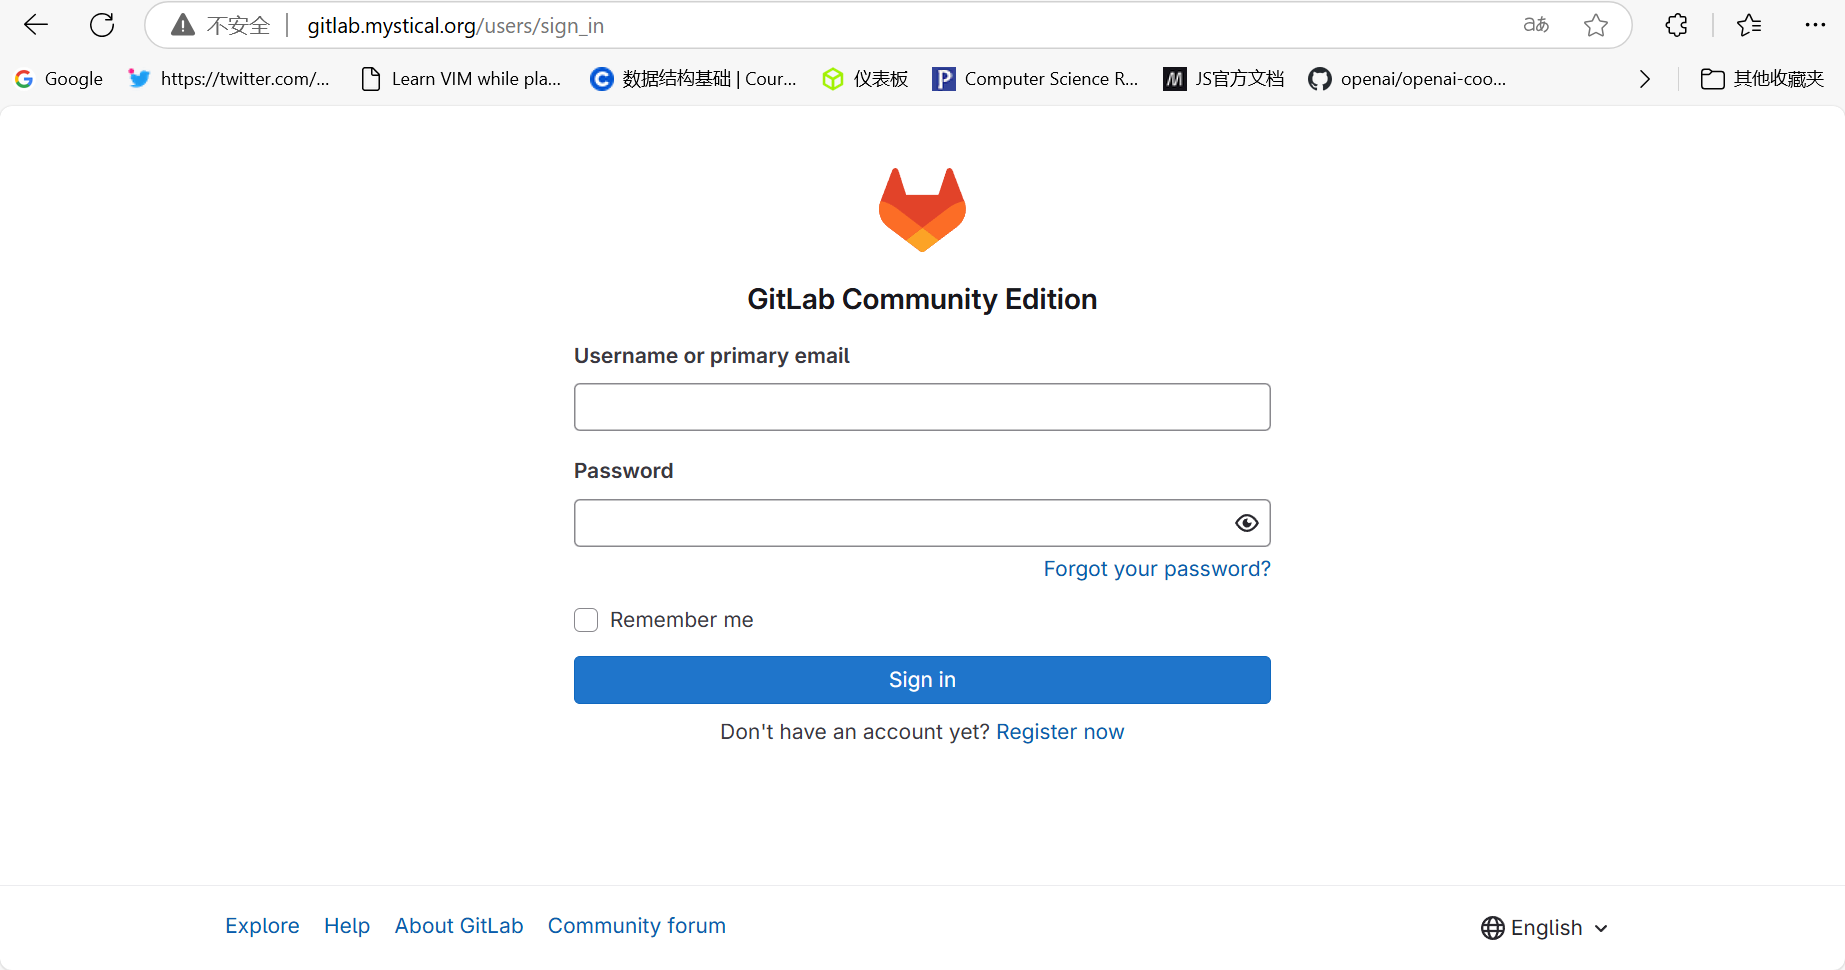 不安全 gitlab.mystical.org/users/sign_in aあ
Google https://twitter.com/... Learn VIM while pla... 数据结构基础 | Cour... 仪表板 Computer Science R... JS官方文档 openai/openai-coo... 其他收藏夹
GitLab Community Edition
Username or primary email
Password
Forgot your password?
Remember me
Sign in
Don't have an account yet? Register now
Explore Help About GitLab Community forum English